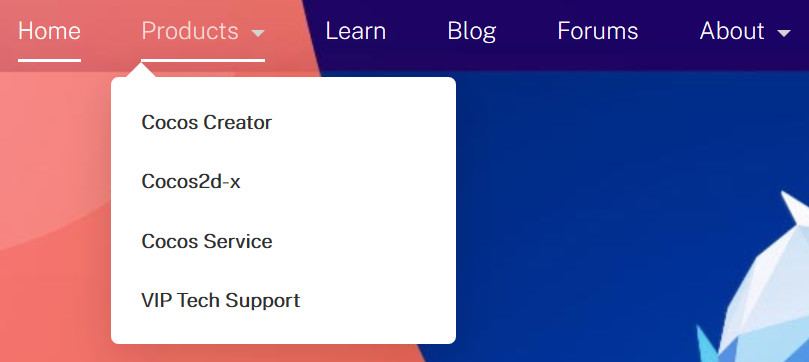 Home Products Learn Blog Forums About
Cocos Creator
Cocos2d-x
Cocos Service
VIP Tech Support